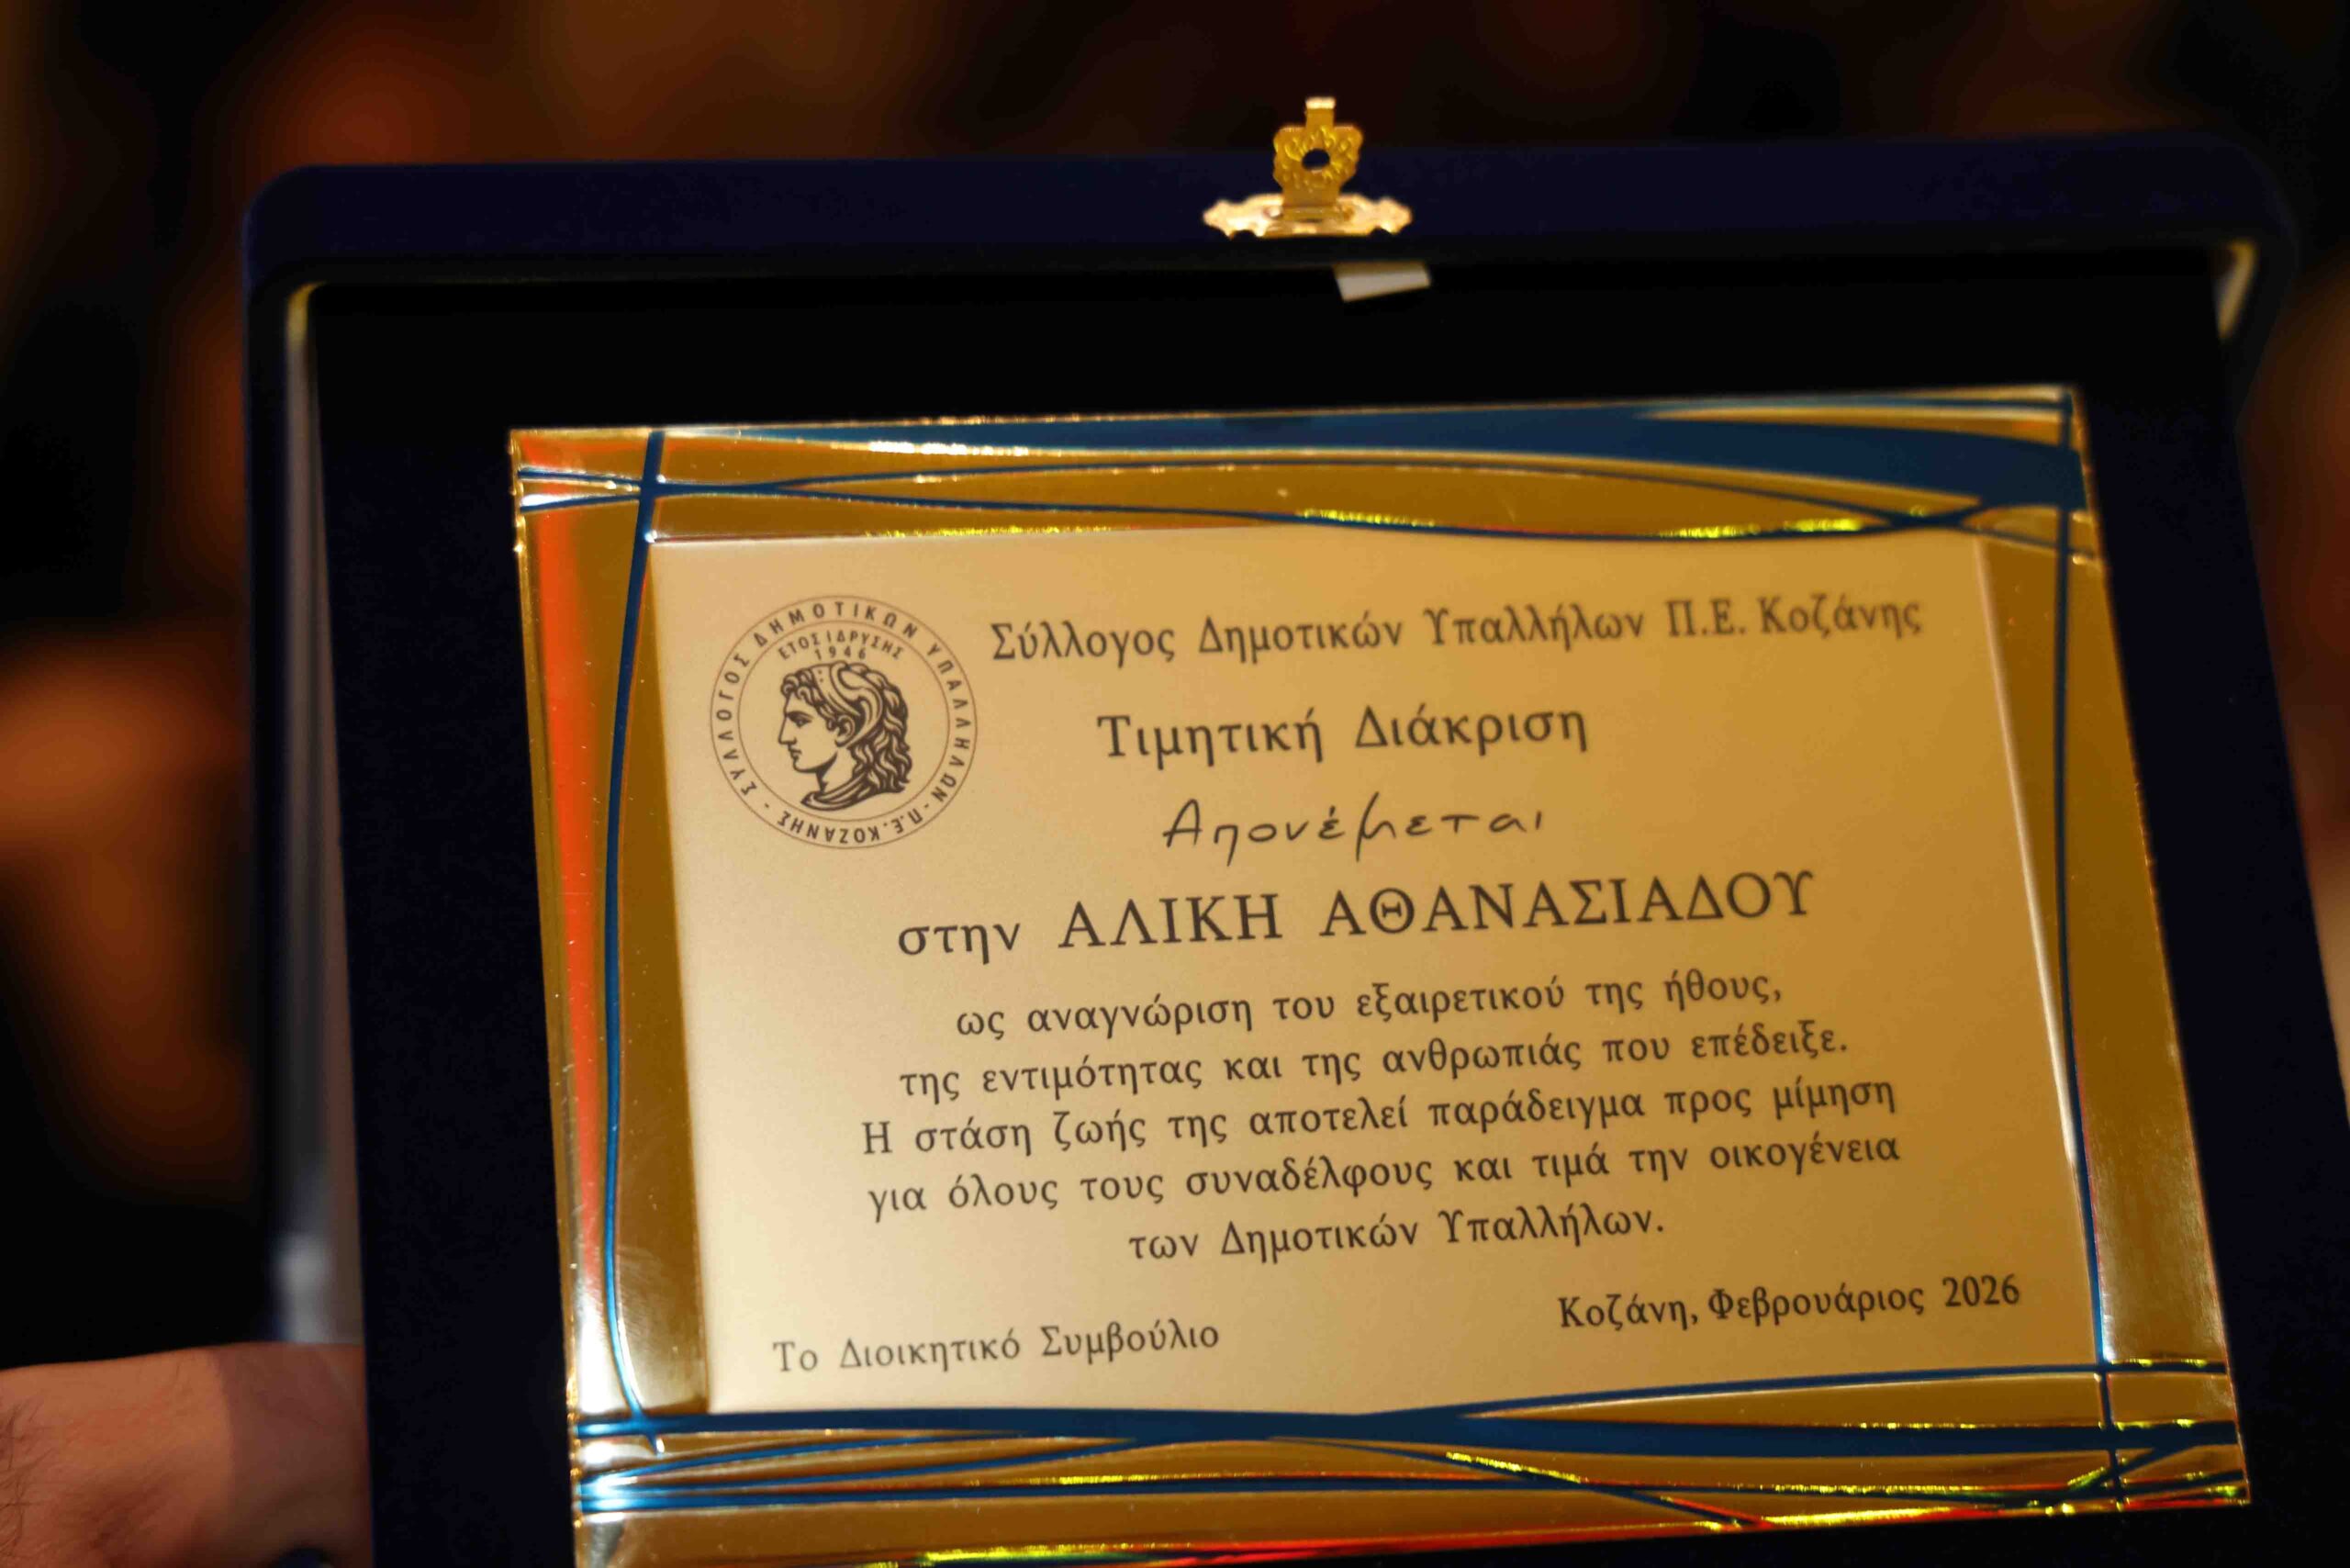 ΣΥΛΛΟΓΟΣ ΔΗΜΟΤΙΚΩΝ ΥΠΑΛΛΗΛΩΝ - Π.Ε. ΚΟΖΑΝΗΣ -
ΕΤΟΣ ΙΔΡΥΣΗΣ
1946
Σύλλογος Δημοτικών Υπαλλήλων Π.Ε. Κοζάνης
Τιμητική Διάκριση
Απονέμεται
στην ΑΛΙΚΗ ΑΘΑΝΑΣΙΑΔΟΥ
ως αναγνώριση του εξαιρετικού της ήθους,
της εντιμότητας και της ανθρωπιάς που επέδειξε.
Η στάση ζωής της αποτελεί παράδειγμα προς μίμηση
για όλους τους συναδέλφους και τιμά την οικογένεια
των Δημοτικών Υπαλλήλων.
Κοζάνη, Φεβρουάριος 2026
Το Διοικητικό Συμβούλιο